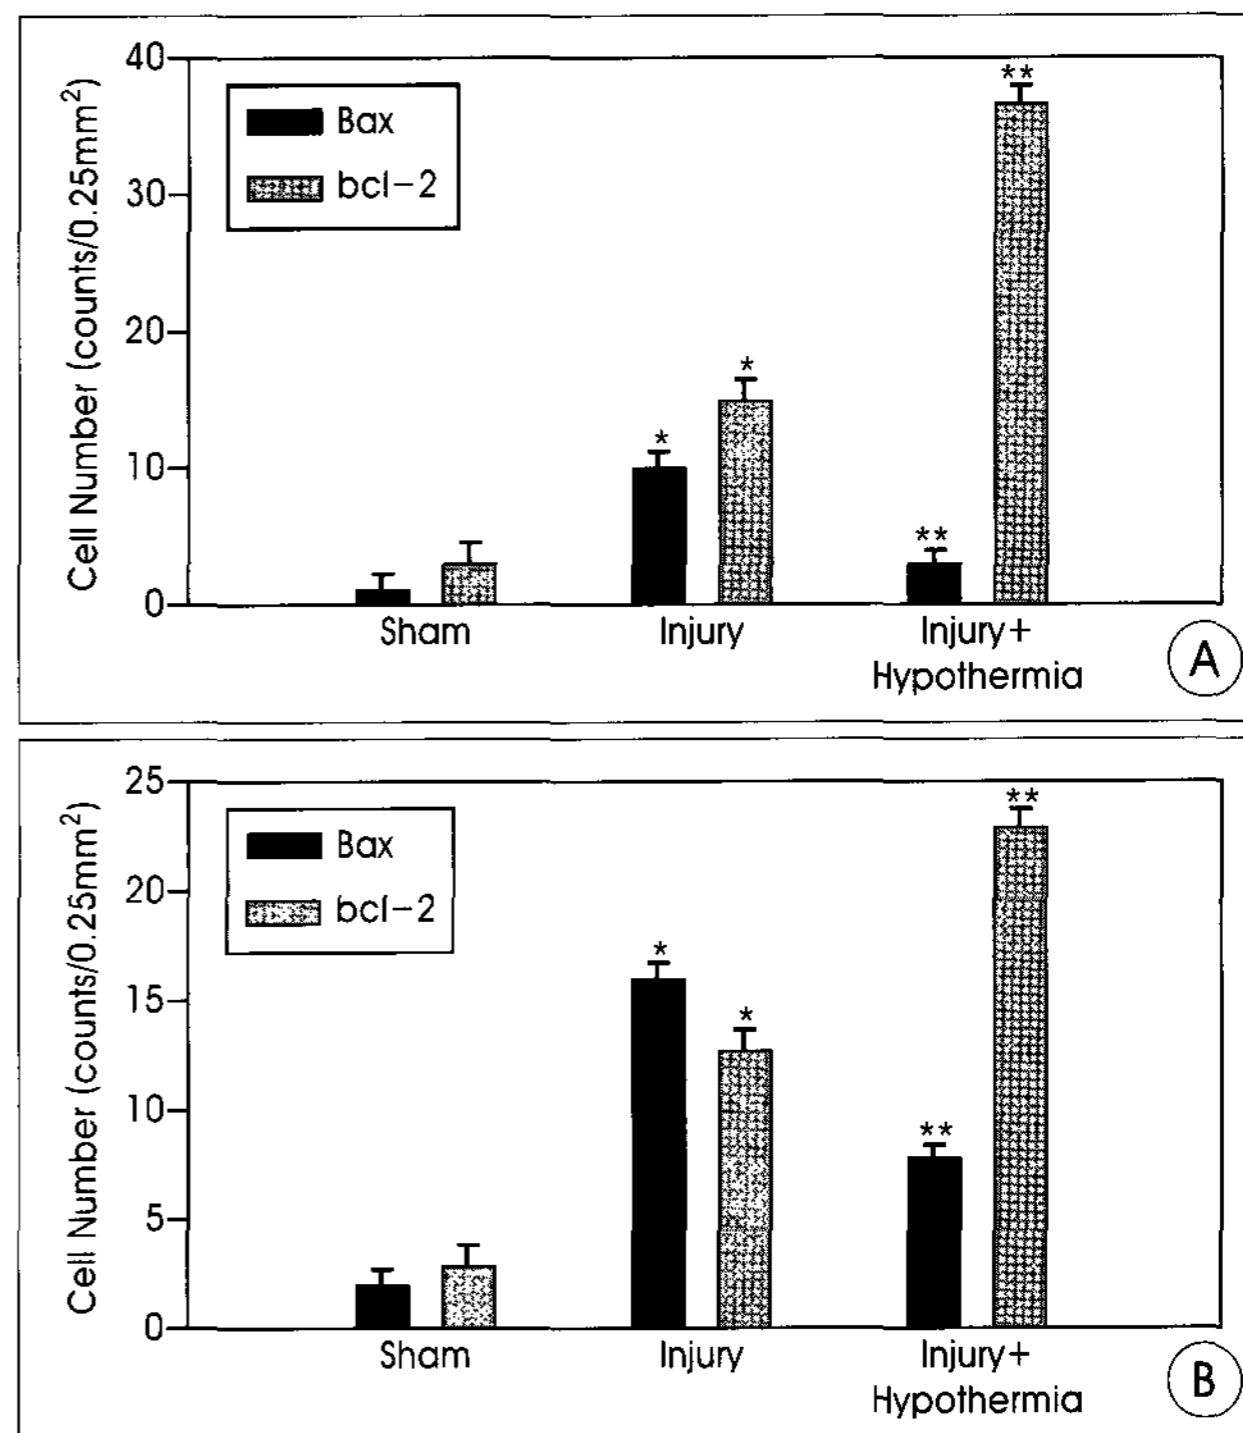 Cell Number (counts/0.25mm²)
40
30
20
10
0
Bax
bcl-2
*
*
**
**
Sham
Injury
Injury+
Hypothermia
A
Cell Number (counts/0.25mm²)
25
20
15
10
5
0
Bax
bcl-2
*
*
**
**
Sham
Injury
Injury+
Hypothermia
B